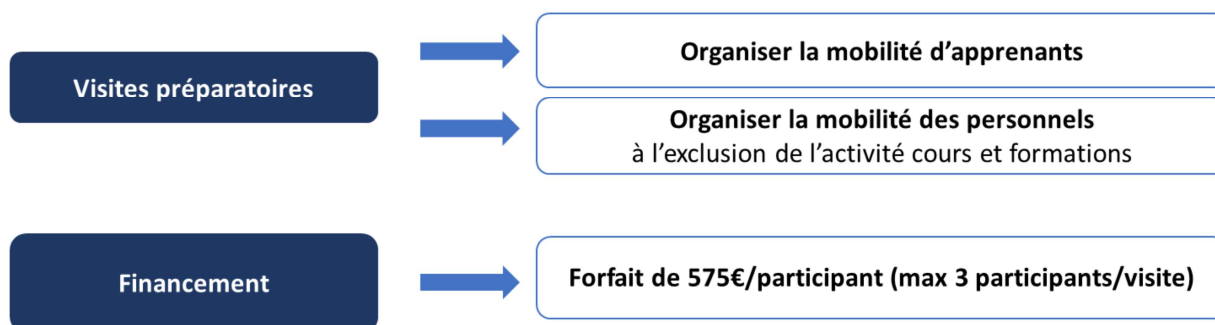 Organiser la mobilité d’apprenants
Visites préparatoires
Organiser la mobilité des personnels
à l’exclusion de l’activité cours et formations
Financement
Forfait de 575€/participant (max 3 participants/visite)